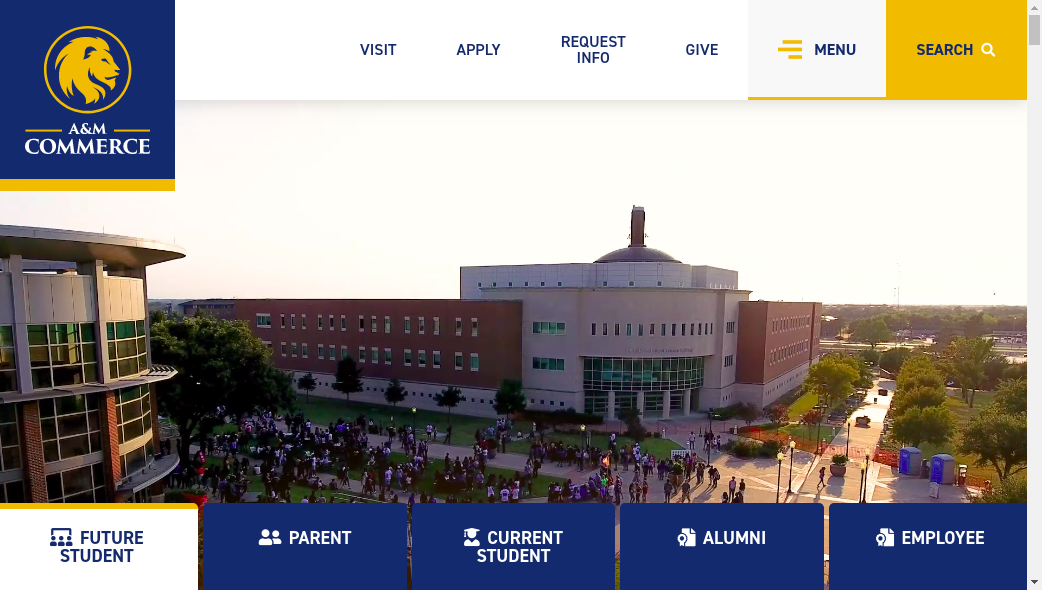 A&M
COMMERCE
VISIT
APPLY
REQUEST
INFO
GIVE
MENU
SEARCH
FUTURE
STUDENT
PARENT
CURRENT
STUDENT
ALUMNI
EMPLOYEE